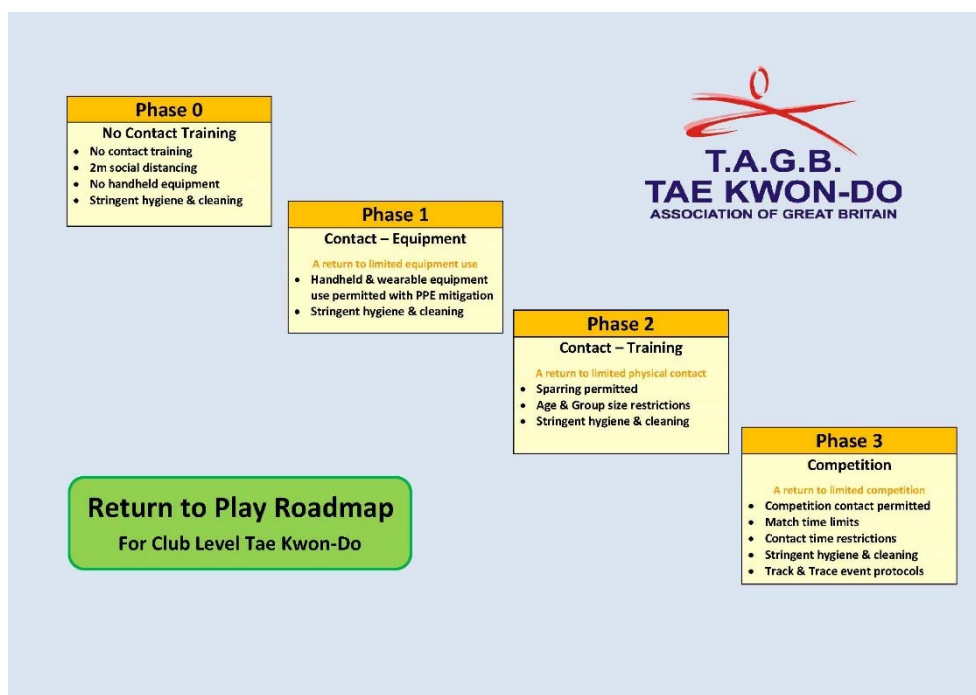 Phase 0
No Contact Training
• No contact training
• 2m social distancing
• No handheld equipment
• Stringent hygiene & cleaning
T.A.G.B.
TAE KWON-DO
ASSOCIATION OF GREAT BRITAIN
Phase 1
Contact – Equipment
A return to limited equipment use
• Handheld & wearable equipment
use permitted with PPE mitigation
• Stringent hygiene & cleaning
Phase 2
Contact – Training
A return to limited physical contact
• Sparring permitted
• Age & Group size restrictions
• Stringent hygiene & cleaning
Phase 3
Competition
A return to limited competition
• Competition contact permitted
• Match time limits
• Contact time restrictions
• Stringent hygiene & cleaning
• Track & Trace event protocols
Return to Play Roadmap
For Club Level Tae Kwon-Do